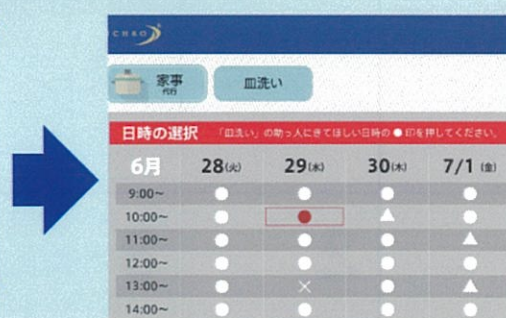 家事
代行
皿洗い
日時の選択 「皿洗い」の助っ人にきてほしい日時の●印を押してください。
6月 28(火) 29(水) 30(木) 7/1(金)
9:00~ ● ● ● ●
10:00~ ● ● ▲ ●
11:00~ ● ● ● ▲
12:00~ ● ● ● ●
13:00~ ● × ● ▲
14:00~ ● ● ● ●